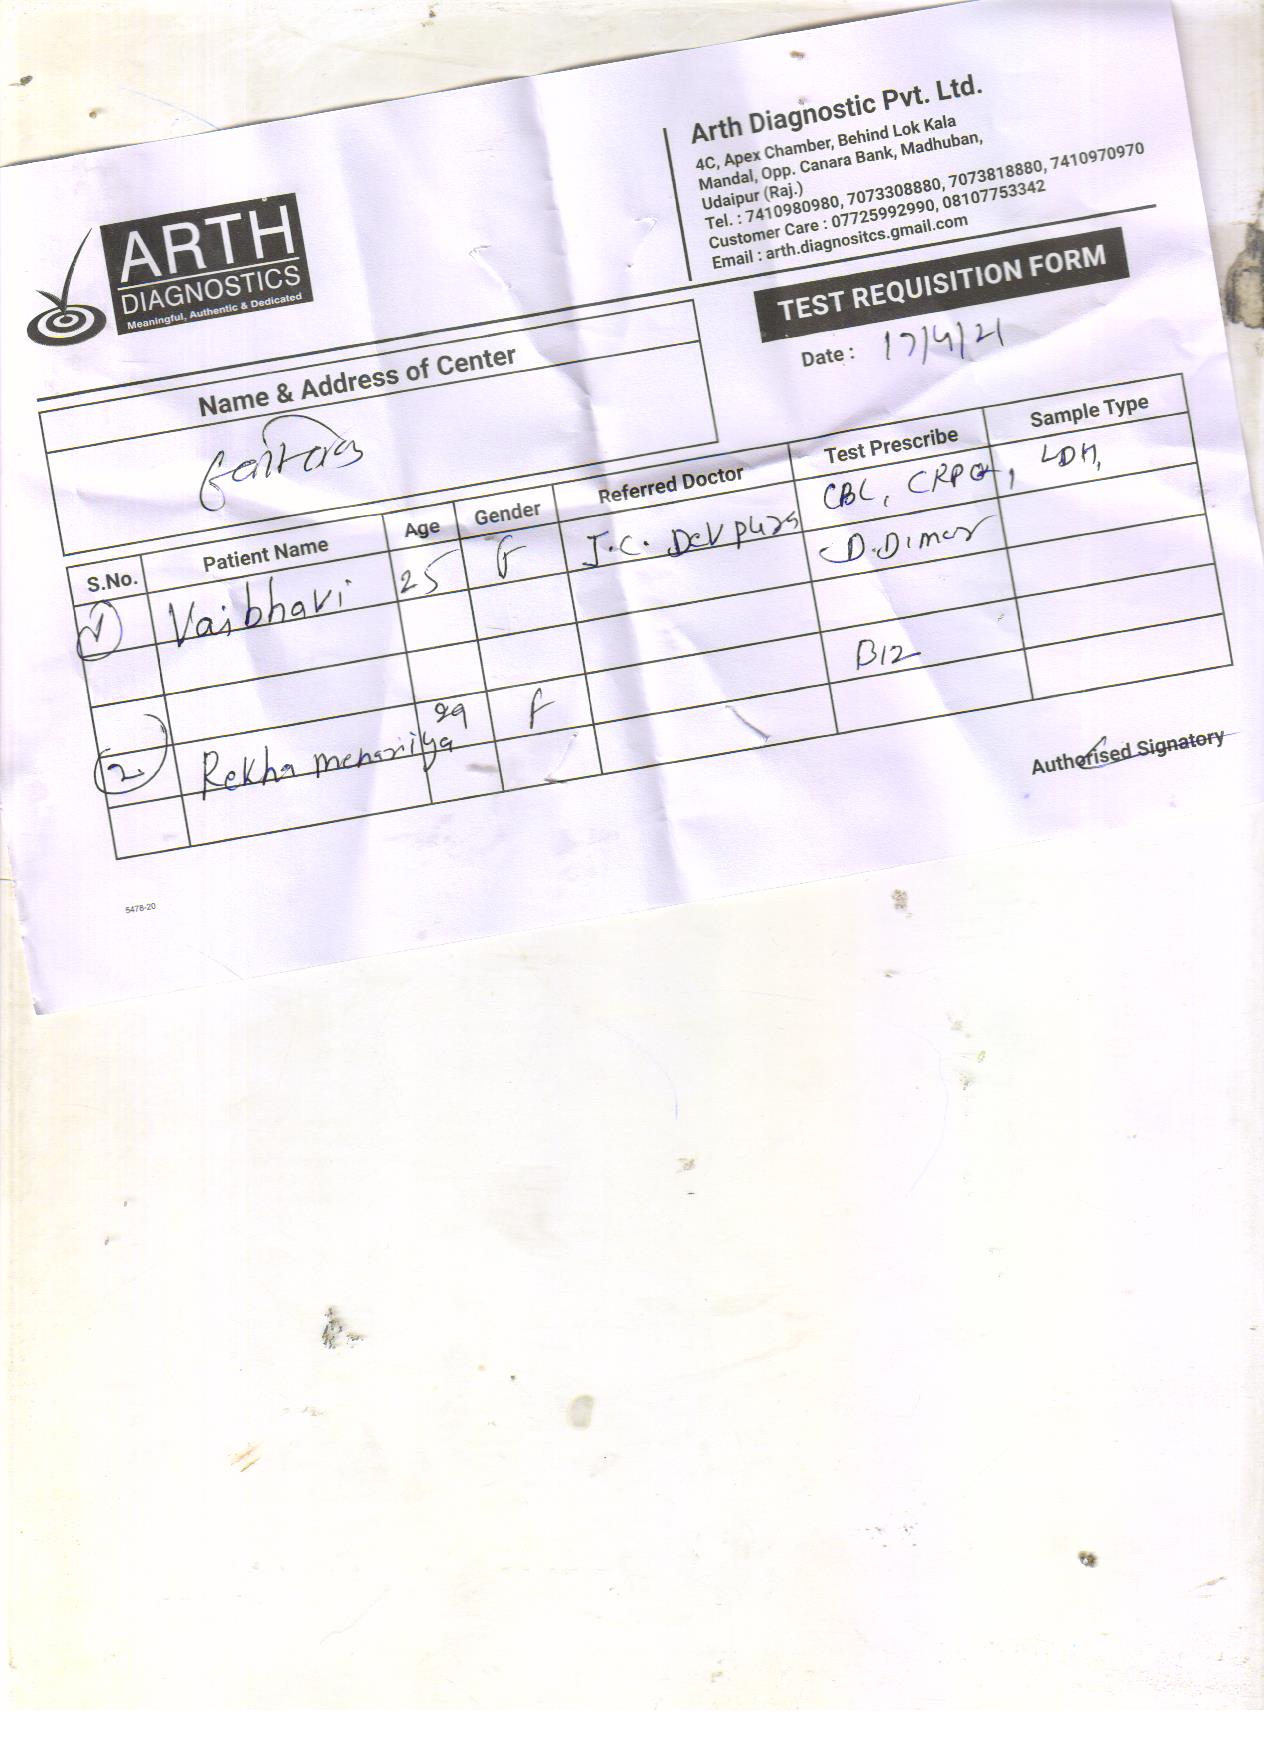 ARTH
DIAGNOSTICS
Meaningful, Authentic & Dedicated
Arth Diagnostic Pvt. Ltd.
4C, Apex Chamber, Behind Lok Kala
Mandal, Opp. Canara Bank, Madhuban,
Udaipur (Raj.)
Tel. : 7410980980, 7073308880, 7073818880, 7410970970
Customer Care : 07725992990, 08107753342
Email : arth.diagnositcs.gmail.com
TEST REQUISITION FORM
Date : 17/4/21
Name & Address of Center
S.No. Patient Name Age Gender Referred Doctor Test Prescribe Sample Type
1 Vaibhavi 25 F J.C. Devpura CBC, CRP, LDH,
D.Dimer
2 Rekha menariya 29 F B12
Authorised Signatory
5478-20